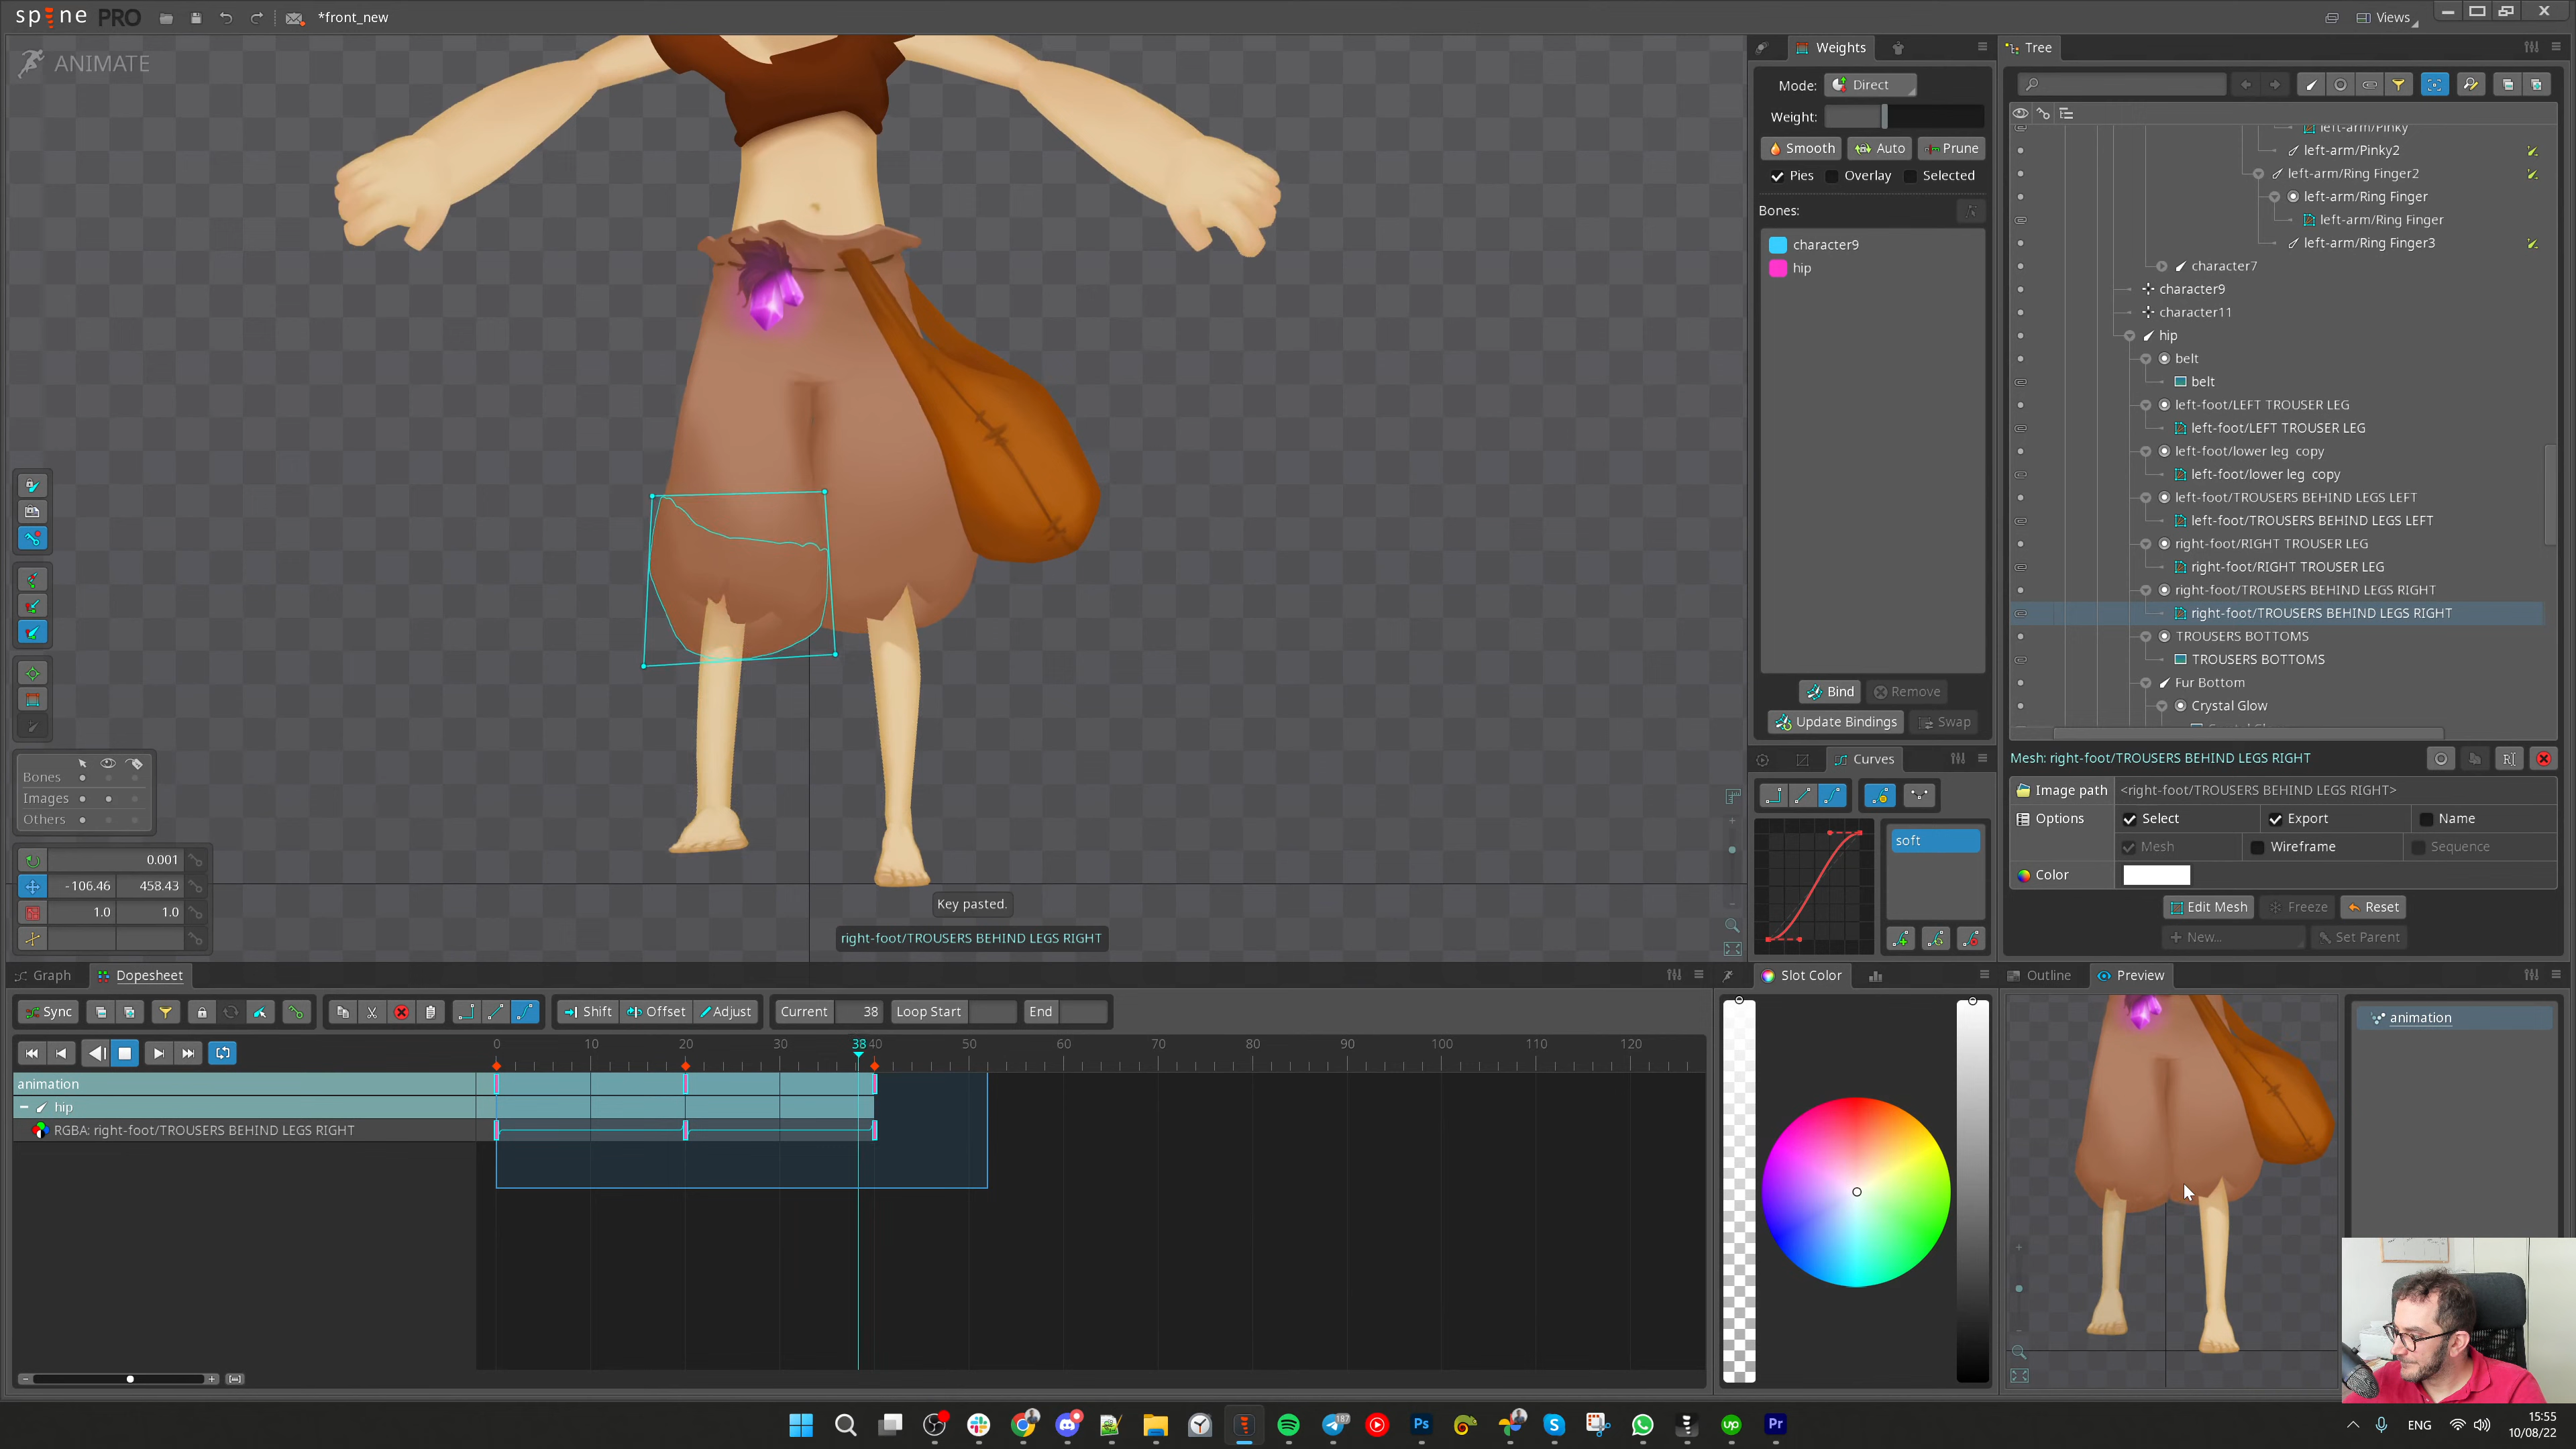 spine PRO
*front_new
Views
ANIMATE
Weights
Tree
Mode:
Direct
Weight:
Smooth
Auto
Prune
Pies
Overlay
Selected
Bones:
character9
hip
Bind
Remove
Update Bindings
Swap
left-arm/Pinky
left-arm/Pinky2
left-arm/Ring Finger2
left-arm/Ring Finger
left-arm/Ring Finger
left-arm/Ring Finger3
character7
character9
character11
hip
belt
belt
left-foot/LEFT TROUSER LEG
left-foot/LEFT TROUSER LEG
left-foot/lower leg copy
left-foot/lower leg copy
left-foot/TROUSERS BEHIND LEGS LEFT
left-foot/TROUSERS BEHIND LEGS LEFT
right-foot/RIGHT TROUSER LEG
right-foot/RIGHT TROUSER LEG
right-foot/TROUSERS BEHIND LEGS RIGHT
right-foot/TROUSERS BEHIND LEGS RIGHT
TROUSERS BOTTOMS
TROUSERS BOTTOMS
Fur Bottom
Crystal Glow
Mesh: right-foot/TROUSERS BEHIND LEGS RIGHT
Image path
<right-foot/TROUSERS BEHIND LEGS RIGHT>
Options
Select
Export
Name
Mesh
Wireframe
Sequence
Color
Edit Mesh
Freeze
Reset
New...
Set Parent
Curves
soft
Bones
Images
Others
0.001
-106.46 458.43
1.0 1.0
Key pasted.
right-foot/TROUSERS BEHIND LEGS RIGHT
Graph
Dopesheet
Sync
Shift
Offset
Adjust
Current 38
Loop Start
End
0 10 20 30 38 40 50 60 70 80 90 100 110 120
animation
hip
RGBA: right-foot/TROUSERS BEHIND LEGS RIGHT
Slot Color
Outline
Preview
animation
187
Ps
up
Pr
ENG
15:55
10/08/22